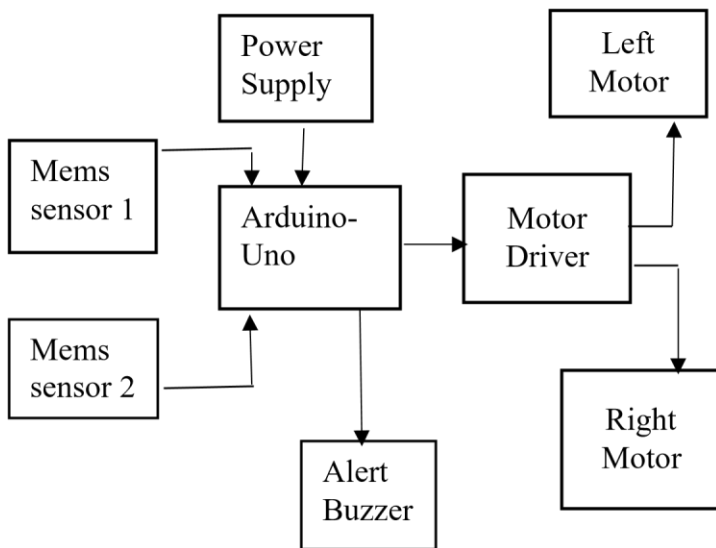 Power
Supply
Left
Motor
Mems
sensor 1
Arduino-
Uno
Motor
Driver
Mems
sensor 2
Right
Motor
Alert
Buzzer